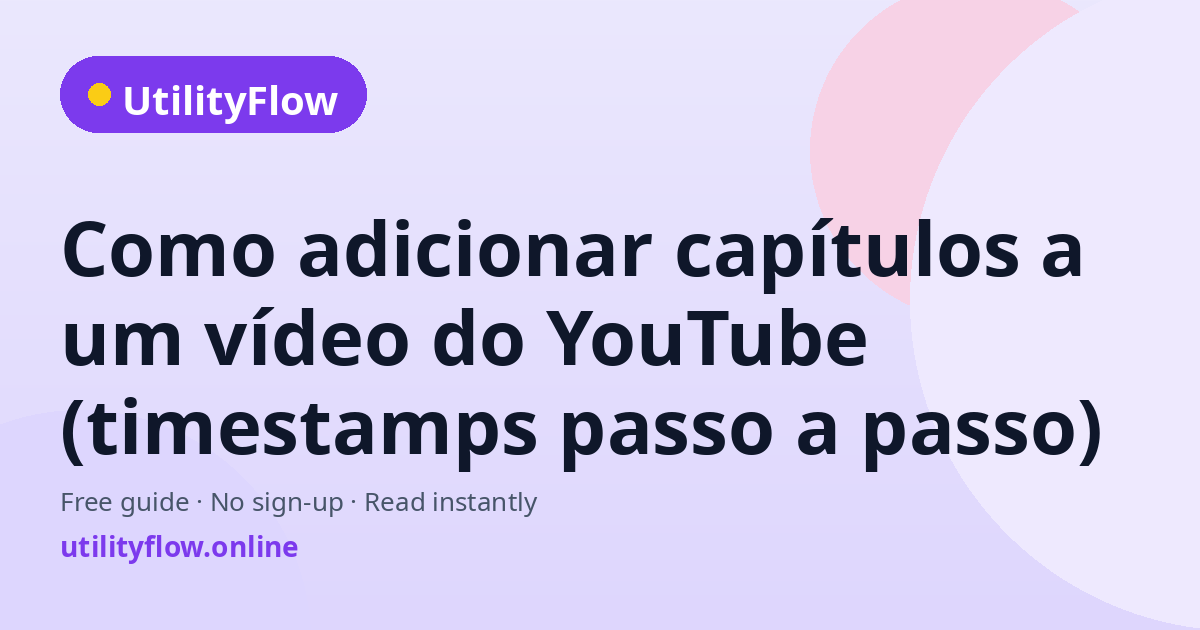 UtilityFlow
Como adicionar capítulos a
um vídeo do YouTube
(timestamps passo a passo)
Free guide · No sign-up · Read instantly
utilityflow.online